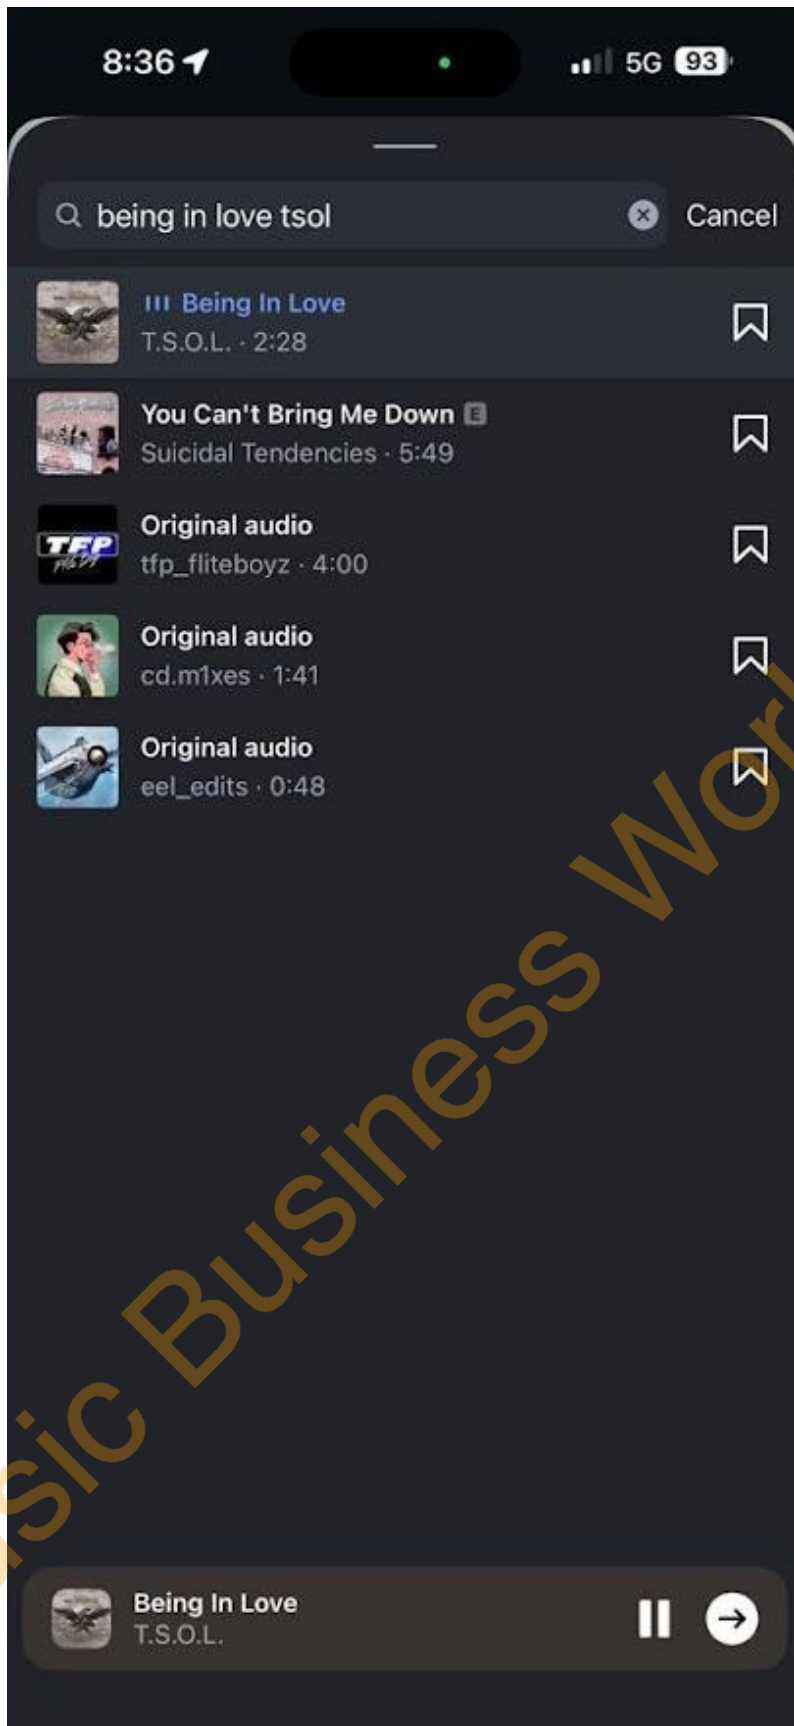 8:36 5G 93
being in love tsol Cancel
Being In Love
T.S.O.L. · 2:28
You Can't Bring Me Down E
Suicidal Tendencies · 5:49
TFP
Original audio
tfp_fliteboyz · 4:00
Original audio
cd.m1xes · 1:41
Original audio
eel_edits · 0:48
Business
Being In Love
T.S.O.L.